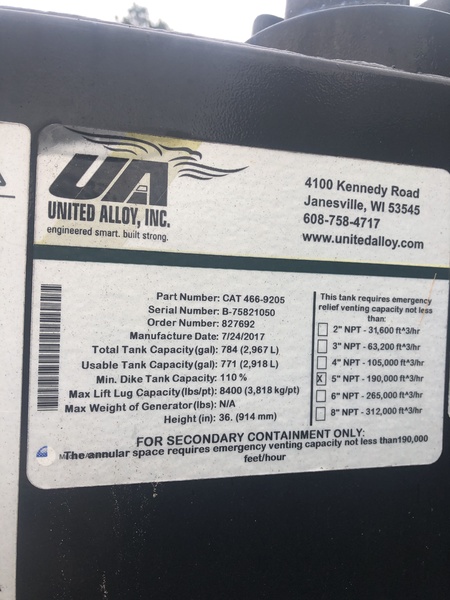 UA
UNITED ALLOY, INC.
engineered smart. built strong.
4100 Kennedy Road
Janesville, WI 53545
608-758-4717
www.unitedalloy.com
Part Number: CAT 466-9205
Serial Number: B-75821050
Order Number: 827692
Manufacture Date: 7/24/2017
Total Tank Capacity(gal): 784 (2,967 L)
Usable Tank Capacity(gal): 771 (2,918 L)
Min. Dike Tank Capacity: 110 %
Max Lift Lug Capacity(lbs/pt): 8400 (3,818 kg/pt)
Max Weight of Generator(lbs): N/A
Height (in): 36. (914 mm)
This tank requires emergency
relief venting capacity not less
than:
2" NPT - 31,600 ft^3/hr
3" NPT - 63,200 ft^3/hr
4" NPT - 105,000 ft^3/hr
X 5" NPT - 190,000 ft^3/hr
6" NPT - 265,000 ft^3/hr
8" NPT - 312,000 ft^3/hr
FOR SECONDARY CONTAINMENT ONLY:
The annular space requires emergency venting capacity not less than190,000
feet/hour